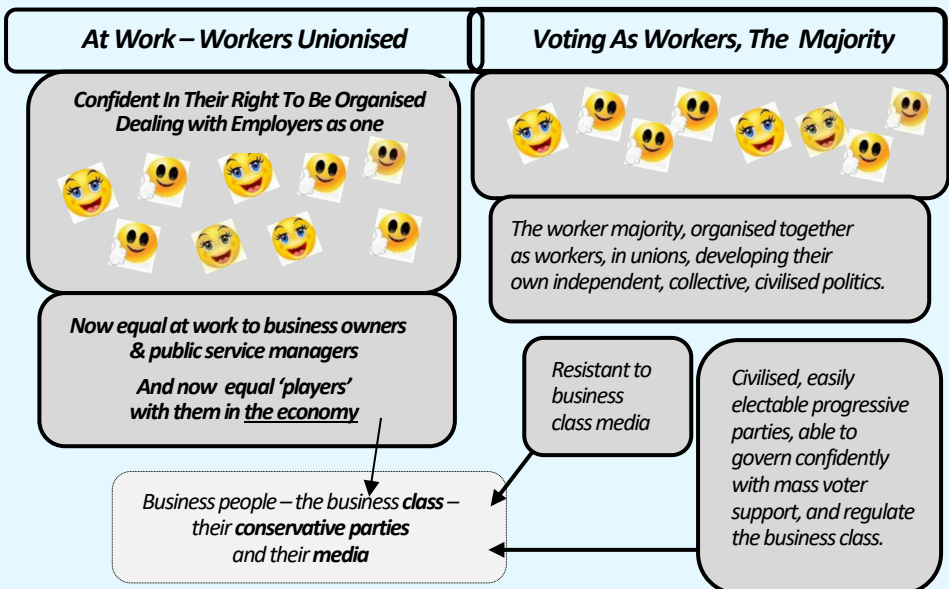 At Work – Workers Unionised
Voting As Workers, The Majority
Confident In Their Right To Be Organised
Dealing with Employers as one
Now equal at work to business owners
& public service managers
And now equal ‘players’
with them in the economy
The worker majority, organised together
as workers, in unions, developing their
own independent, collective, civilised politics.
Resistant to
business
class media
Civilised, easily
electable progressive
parties, able to
govern confidently
with mass voter
support, and regulate
the business class.
Business people – the business class –
their conservative parties
and their media